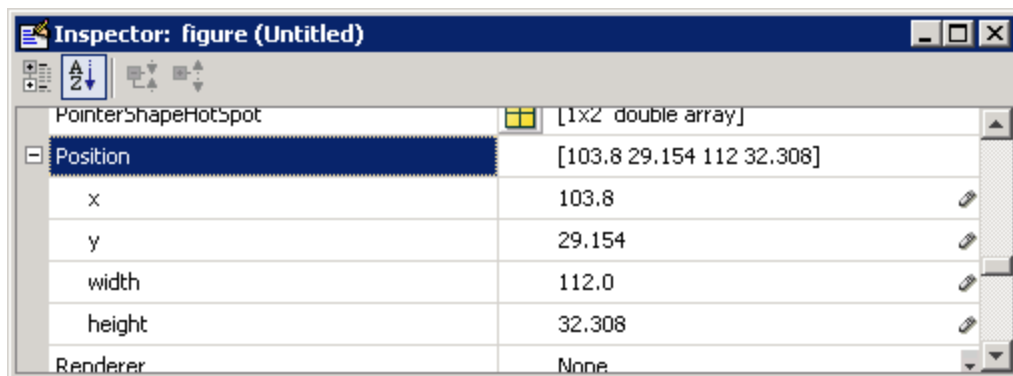 Inspector: figure (Untitled)
PointerShapeHotSpot [1x2 double array]
Position [103.8 29.154 112 32.308]
x 103.8
y 29.154
width 112.0
height 32.308
Renderer None